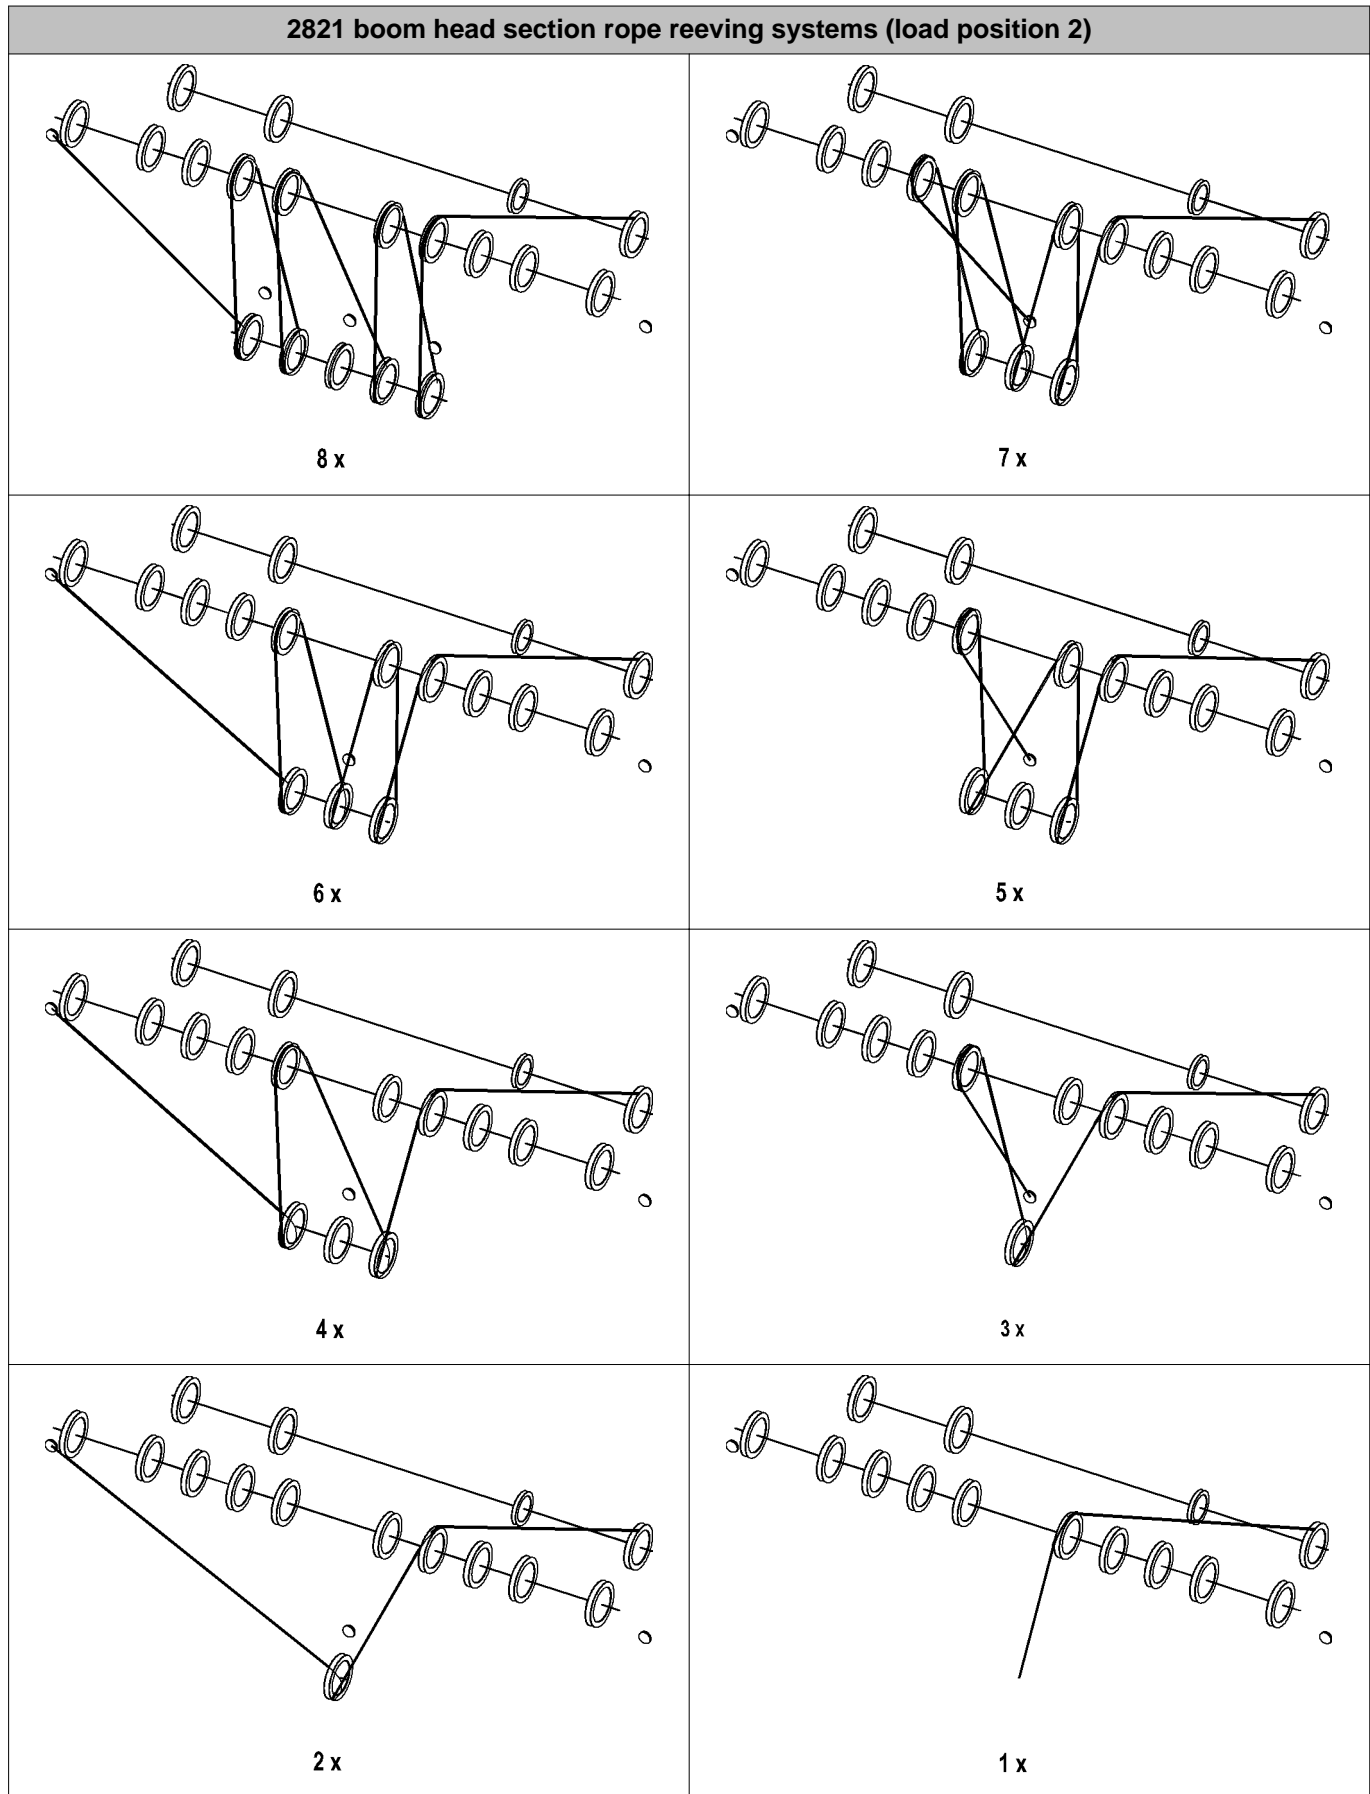 2821 boom head section rope reeving systems (load position 2)
8 x
7 x
6 x
5 x
4 x
3 x
2 x
1 x